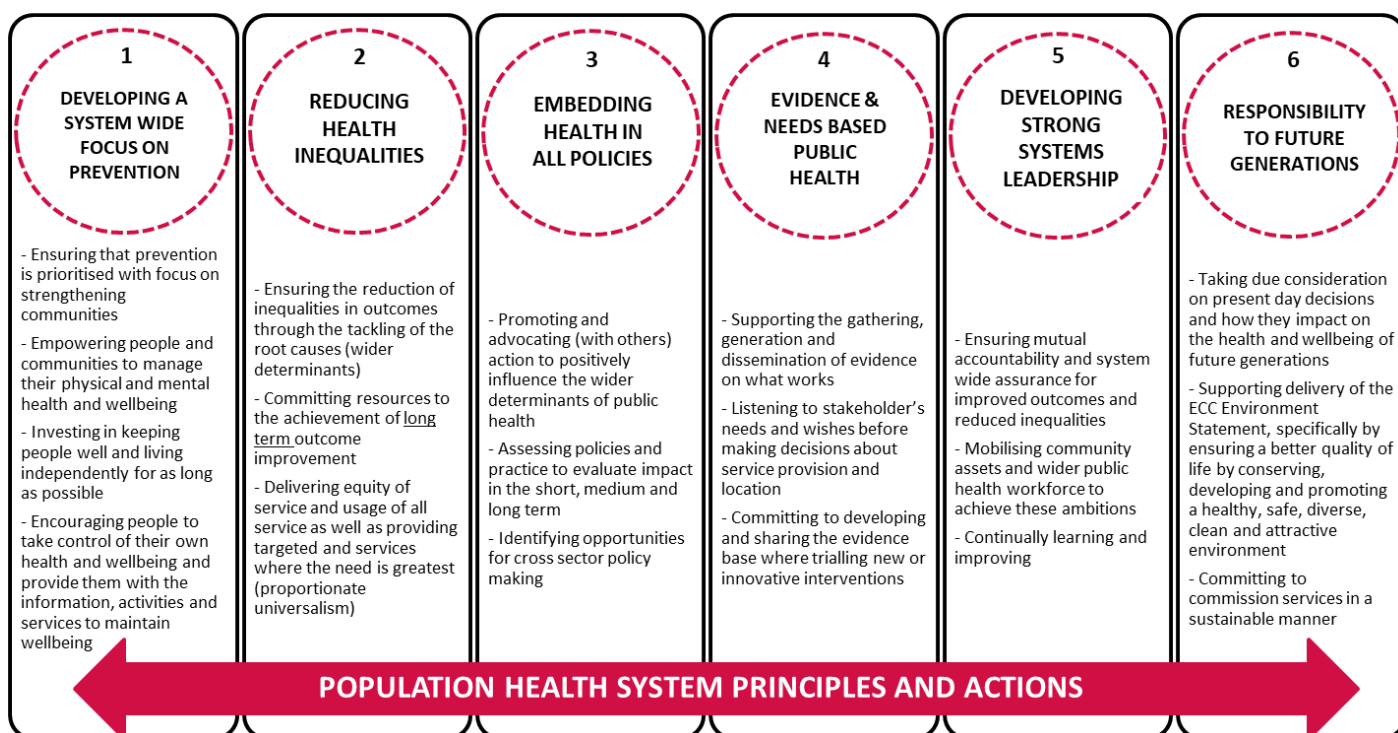 1
DEVELOPING A
SYSTEM WIDE
FOCUS ON
PREVENTION
- Ensuring that prevention
is prioritised with focus on
strengthening
communities
- Empowering people and
communities to manage
their physical and mental
health and wellbeing
- Investing in keeping
people well and living
independently for as long
as possible
- Encouraging people to
take control of their own
health and wellbeing and
provide them with the
information, activities and
services to maintain
wellbeing
2
REDUCING
HEALTH
INEQUALITIES
- Ensuring the reduction of
inequalities in outcomes
through the tackling of the
root causes (wider
determinants)
- Committing resources to
the achievement of long
term outcome
improvement
- Delivering equity of
service and usage of all
service as well as providing
targeted and services
where the need is greatest
(proportionate
universalism)
3
EMBEDDING
HEALTH IN
ALL POLICIES
- Promoting and
advocating (with others)
action to positively
influence the wider
determinants of public
health
- Assessing policies and
practice to evaluate impact
in the short, medium and
long term
- Identifying opportunities
for cross sector policy
making
4
EVIDENCE &
NEEDS BASED
PUBLIC
HEALTH
- Supporting the gathering,
generation and
dissemination of evidence
on what works
- Listening to stakeholder's
needs and wishes before
making decisions about
service provision and
location
- Committing to developing
and sharing the evidence
base where trialling new or
innovative interventions
5
DEVELOPING
STRONG
SYSTEMS
LEADERSHIP
- Ensuring mutual
accountability and system
wide assurance for
improved outcomes and
reduced inequalities
- Mobilising community
assets and wider public
health workforce to
achieve these ambitions
- Continually learning and
improving
6
RESPONSIBILITY
TO FUTURE
GENERATIONS
- Taking due consideration
on present day decisions
and how they impact on
the health and wellbeing of
future generations
- Supporting delivery of the
ECC Environment
Statement, specifically by
ensuring a better quality of
life by conserving,
developing and promoting
a healthy, safe, diverse,
clean and attractive
environment
- Committing to
commission services in a
sustainable manner
POPULATION HEALTH SYSTEM PRINCIPLES AND ACTIONS